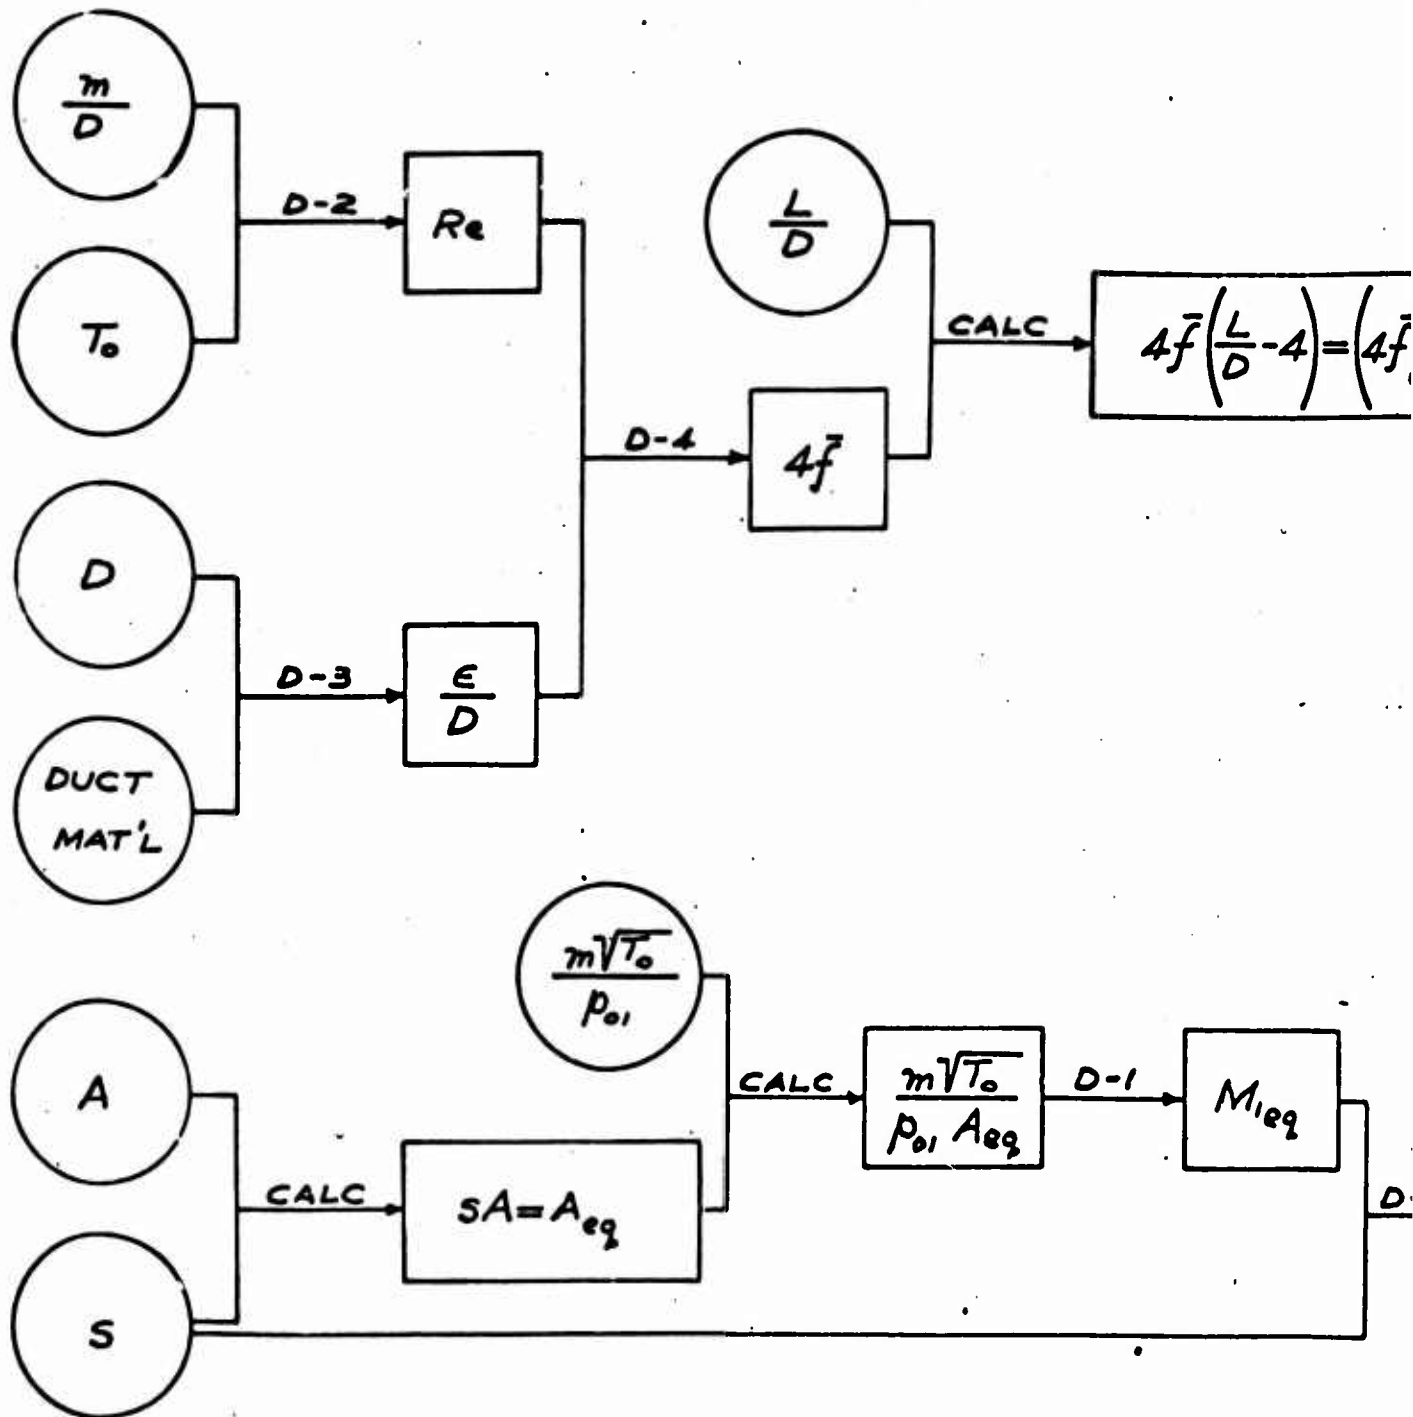 m/D
D-2
Re
T₀
L/D
CALC
4f̄(L/D-4)=(4f̄
D-4
4f̄
D
D-3
ϵ/D
DUCT
MAT'L
m√T₀/p₀₁
A
CALC
m√T₀/p₀₁ A_eq
D-1
M₁eq
CALC
sA=A_eq
D-
S